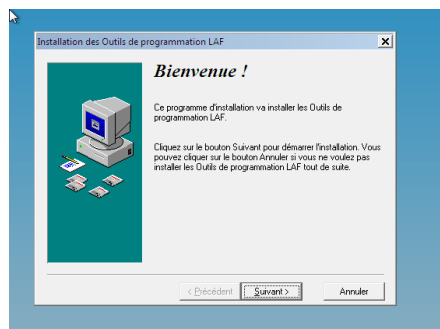 Installation des Outils de programmation LAF
Bienvenue !
Ce programme d'installation va installer les Outils de
programmation LAF.
Cliquez sur le bouton Suivant pour démarrer l'installation. Vous
pouvez cliquer sur le bouton Annuler si vous ne voulez pas
installer les Outils de programmation LAF tout de suite.
< Précédent Suivant > Annuler